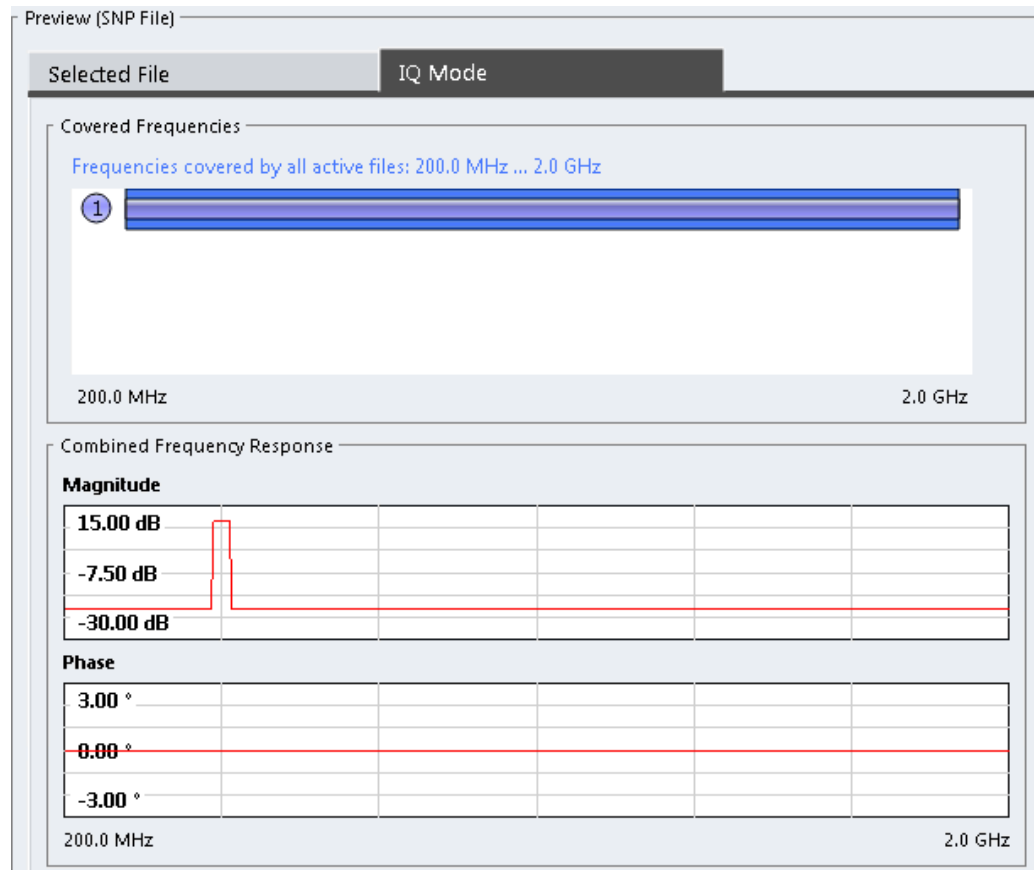 Preview (SNP File)
Selected File
IQ Mode
Covered Frequencies
Frequencies covered by all active files: 200.0 MHz ... 2.0 GHz
1
200.0 MHz
2.0 GHz
Combined Frequency Response
Magnitude
15.00 dB
-7.50 dB
-30.00 dB
Phase
3.00 °
0.00 °
-3.00 °
200.0 MHz
2.0 GHz